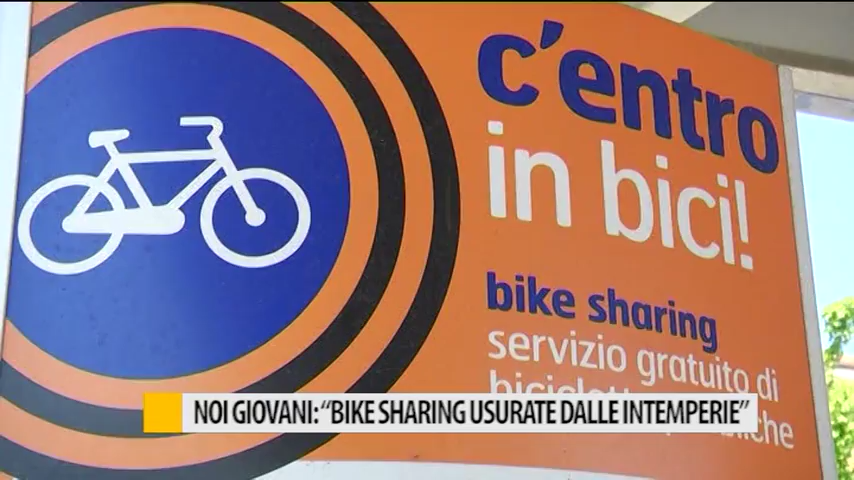 c'entro
in bici!
bike sharing
servizio gratuito di
NOI GIOVANI: “BIKE SHARING USURATE DALLE INTEMPERIE”